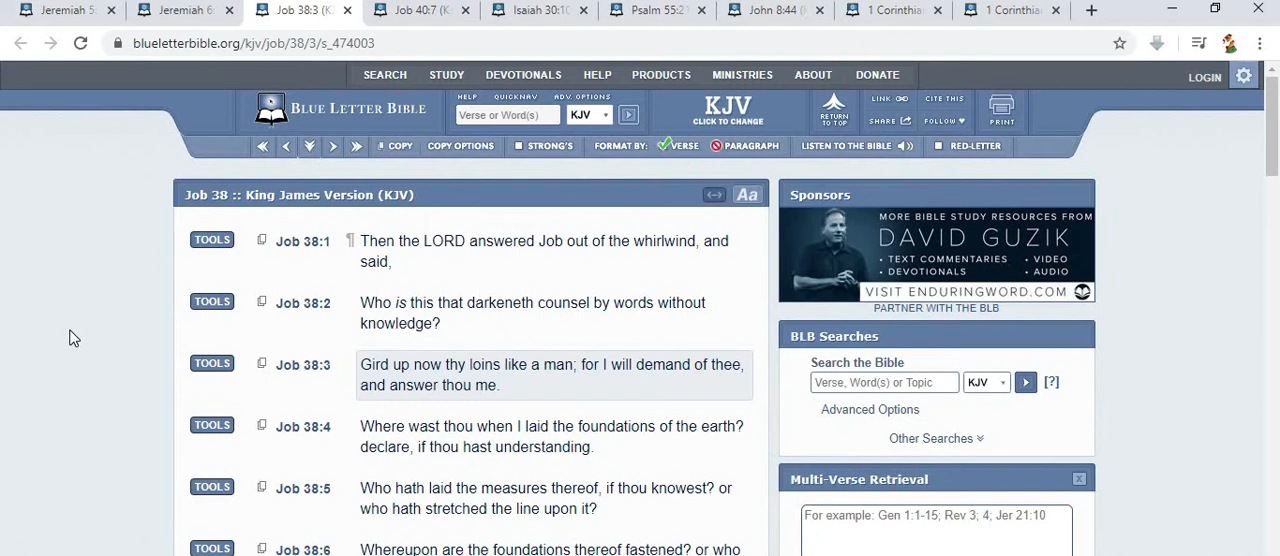 Jeremiah 5:
Jeremiah 6:
Job 38:3 (K
Job 40:7 (K
Isaiah 30:10
Psalm 55:21
John 8:44 (
1 Corinthia
1 Corinthia
blueletterbible.org/kjv/job/38/3/s_474003
SEARCH STUDY DEVOTIONALS HELP PRODUCTS MINISTRIES ABOUT DONATE LOGIN
BLUE LETTER BIBLE
HELP QUICKNAV ADV. OPTIONS
Verse or Word(s) KJV
KJV
CLICK TO CHANGE
RETURN
TO TOP
LINK CITE THIS
SHARE FOLLOW
PRINT
COPY COPY OPTIONS STRONG'S FORMAT BY: VERSE PARAGRAPH LISTEN TO THE BIBLE RED-LETTER
Job 38 :: King James Version (KJV) Aa
TOOLS Job 38:1 ¶ Then the LORD answered Job out of the whirlwind, and
said,
TOOLS Job 38:2 Who is this that darkeneth counsel by words without
knowledge?
TOOLS Job 38:3 Gird up now thy loins like a man; for I will demand of thee,
and answer thou me.
TOOLS Job 38:4 Where wast thou when I laid the foundations of the earth?
declare, if thou hast understanding.
TOOLS Job 38:5 Who hath laid the measures thereof, if thou knowest? or
who hath stretched the line upon it?
TOOLS Job 38:6 Whereupon are the foundations thereof fastened? or who
Sponsors
MORE BIBLE STUDY RESOURCES FROM
DAVID GUZIK
• TEXT COMMENTARIES • VIDEO
• DEVOTIONALS • AUDIO
VISIT ENDURINGWORD.COM
PARTNER WITH THE BLB
BLB Searches
Search the Bible
Verse, Word(s) or Topic KJV [?]
Advanced Options
Other Searches
Multi-Verse Retrieval x
For example: Gen 1:1-15; Rev 3; 4; Jer 21:10